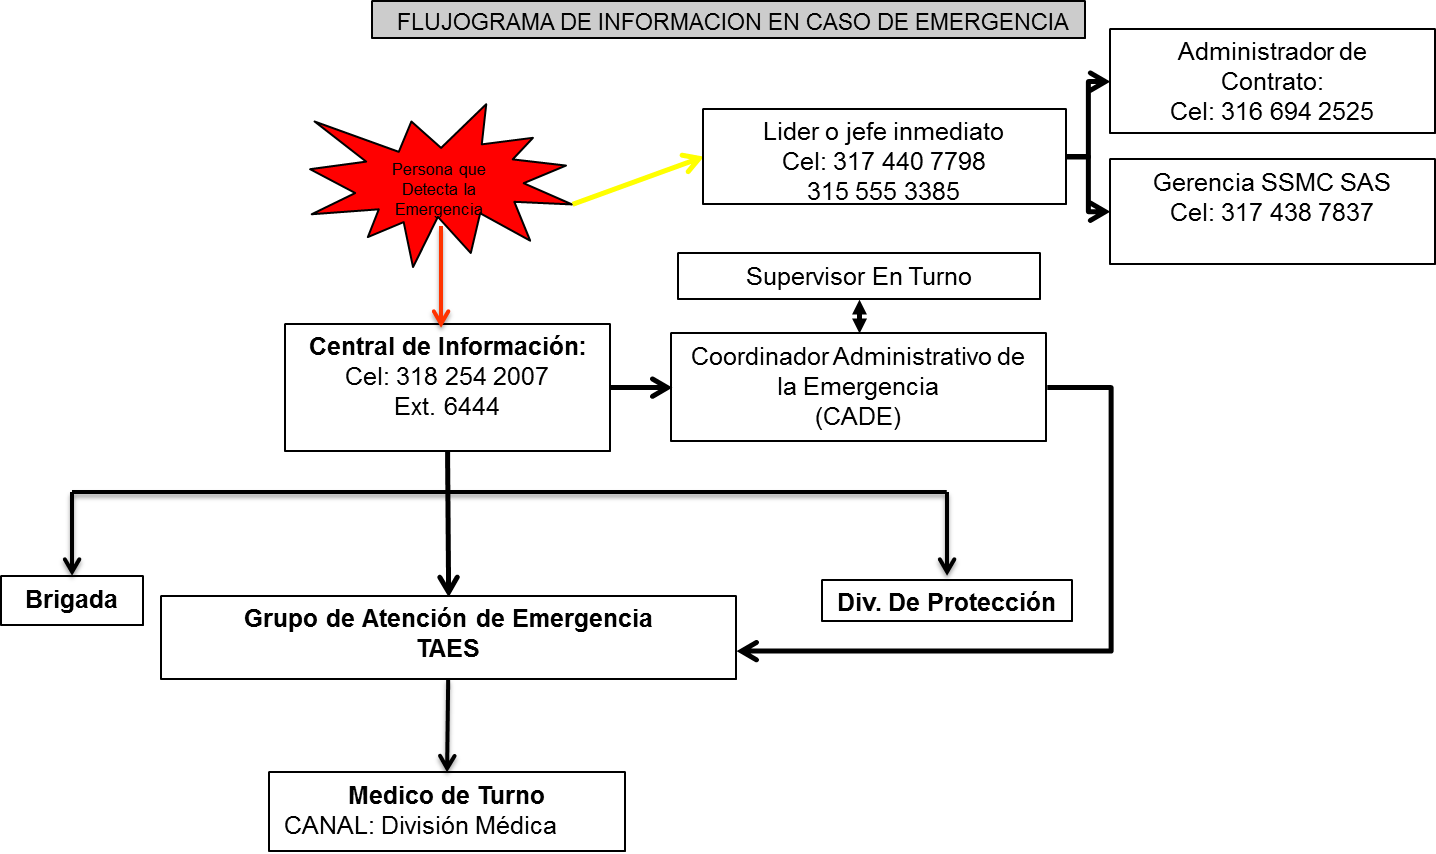 FLUJOGRAMA DE INFORMACION EN CASO DE EMERGENCIA
Persona que
Detecta la
Emergencia
Lider o jefe inmediato
Cel: 317 440 7798
315 555 3385
Administrador de
Contrato:
Cel: 316 694 2525
Gerencia SSMC SAS
Cel: 317 438 7837
Supervisor En Turno
Central de Información:
Cel: 318 254 2007
Ext. 6444
Coordinador Administrativo de
la Emergencia
(CADE)
Brigada
Grupo de Atención de Emergencia
TAES
Div. De Protección
Medico de Turno
CANAL: División Médica